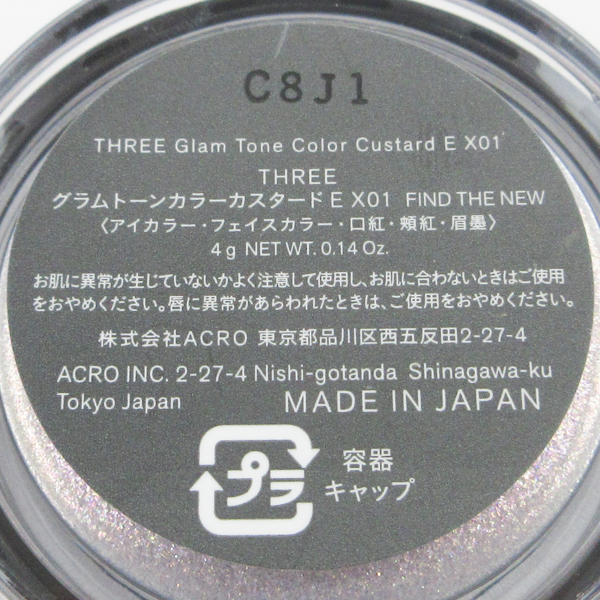 C8J1
THREE Glam Tone Color Custard E X01
THREE
グラムトーンカラーカスタード E X01 FIND THE NEW
〈アイカラー・フェイスカラー・口紅・頬紅・眉墨〉
4 g NET WT. 0.14 Oz.
お肌に異常が生じていないかよく注意して使用し、お肌に合わないときはご使用
をおやめください。唇に異常があらわれたときは、ご使用をおやめください。
株式会社ACRO 東京都品川区西五反田2-27-4
ACRO INC. 2-27-4 Nishi-gotanda Shinagawa-ku
Tokyo Japan MADE IN JAPAN
プラ
容器
キャップ